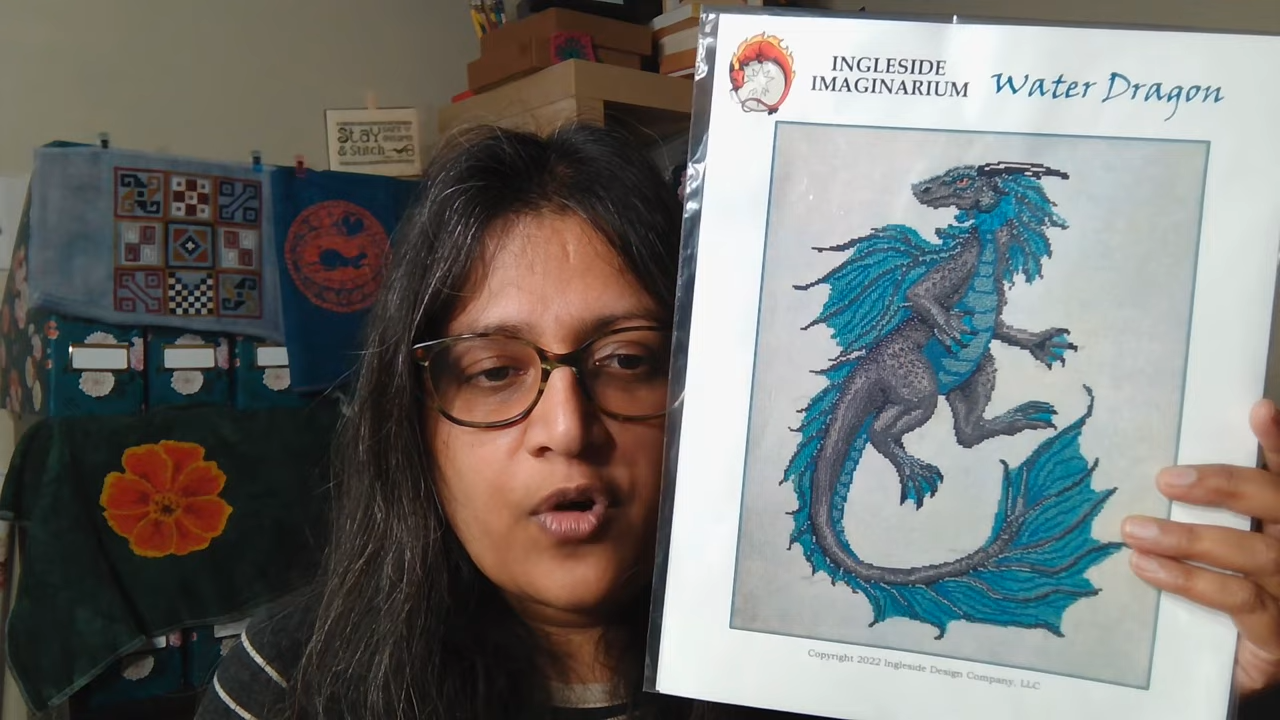 INGLESIDE
IMAGINARIUM
Water Dragon
Stay
& Stitch
Copyright 2022 Ingleside Design Company, LLC